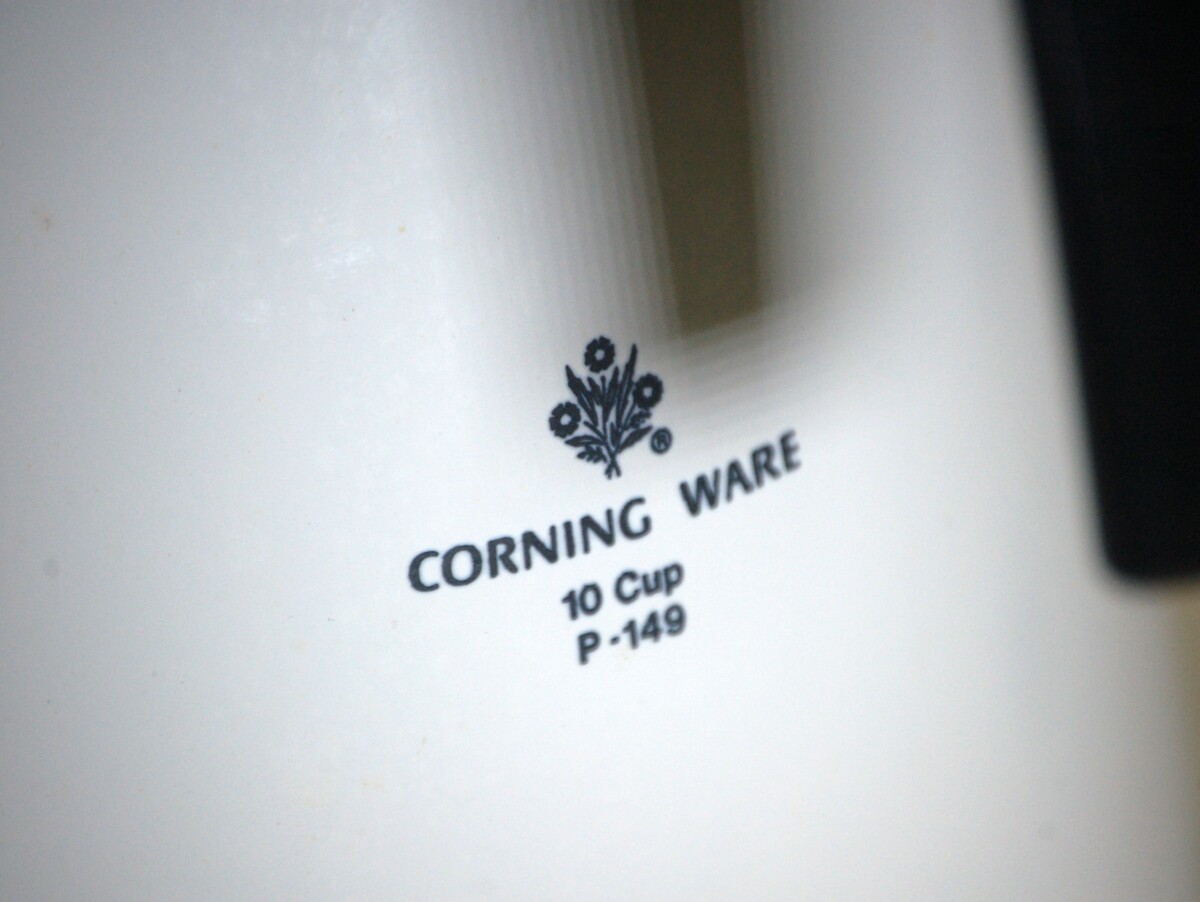 ®
CORNING WARE
10 Cup
P-149